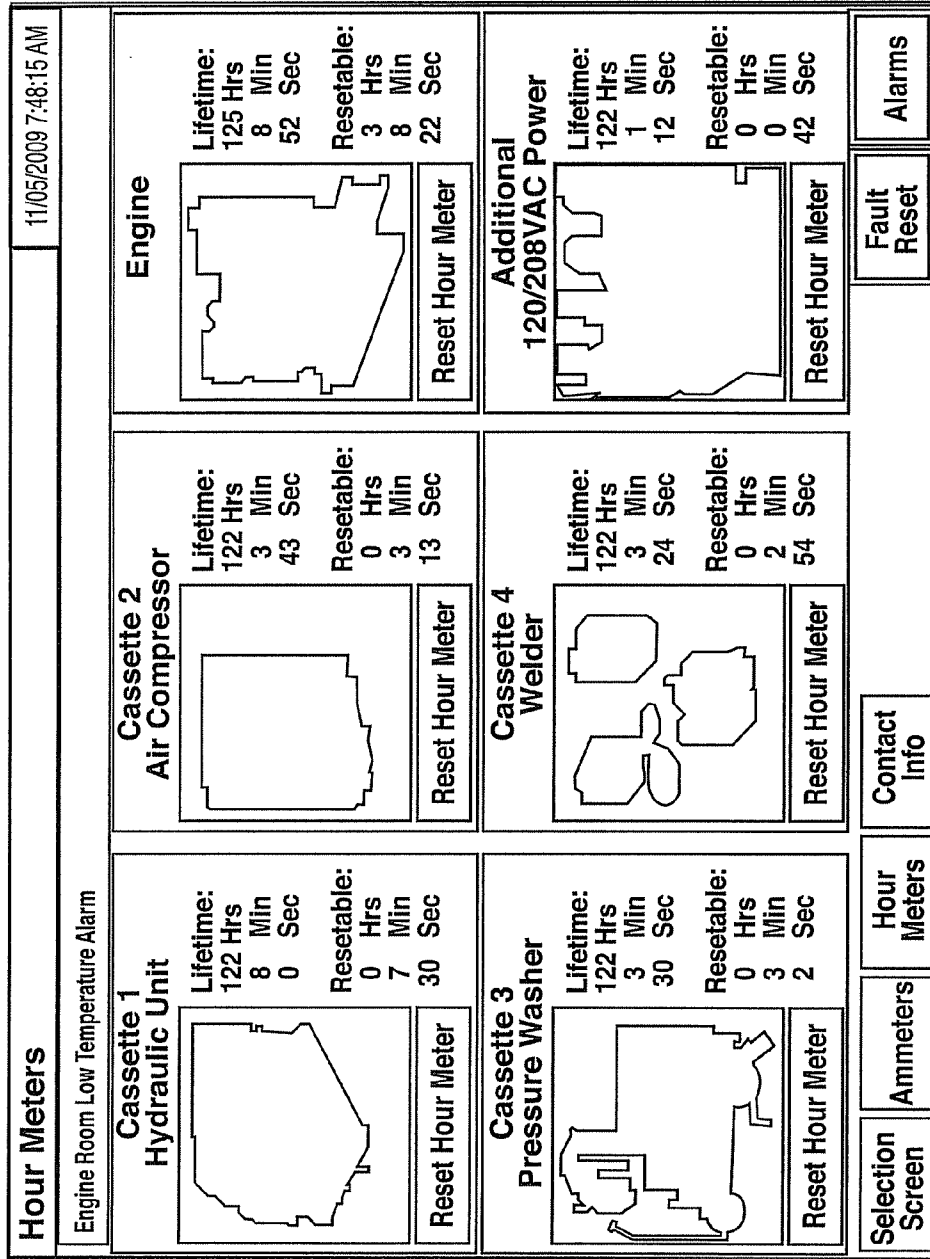 Hour Meters
11/05/2009 7:48:15 AM
Engine Room Low Temperature Alarm
Cassette 1
Hydraulic Unit
Lifetime:
122 Hrs
8 Min
0 Sec
Resetable:
0 Hrs
7 Min
30 Sec
Reset Hour Meter
Cassette 2
Air Compressor
Lifetime:
122 Hrs
3 Min
43 Sec
Resetable:
0 Hrs
3 Min
13 Sec
Reset Hour Meter
Engine
Lifetime:
125 Hrs
8 Min
52 Sec
Resetable:
3 Hrs
8 Min
22 Sec
Reset Hour Meter
Cassette 3
Pressure Washer
Lifetime:
122 Hrs
3 Min
30 Sec
Resetable:
0 Hrs
3 Min
2 Sec
Reset Hour Meter
Cassette 4
Welder
Lifetime:
122 Hrs
3 Min
24 Sec
Resetable:
0 Hrs
2 Min
54 Sec
Reset Hour Meter
Additional
120/208VAC Power
Lifetime:
122 Hrs
1 Min
12 Sec
Resetable:
0 Hrs
0 Min
42 Sec
Reset Hour Meter
Selection
Screen
Ammeters
Hour
Meters
Contact
Info
Fault
Reset
Alarms